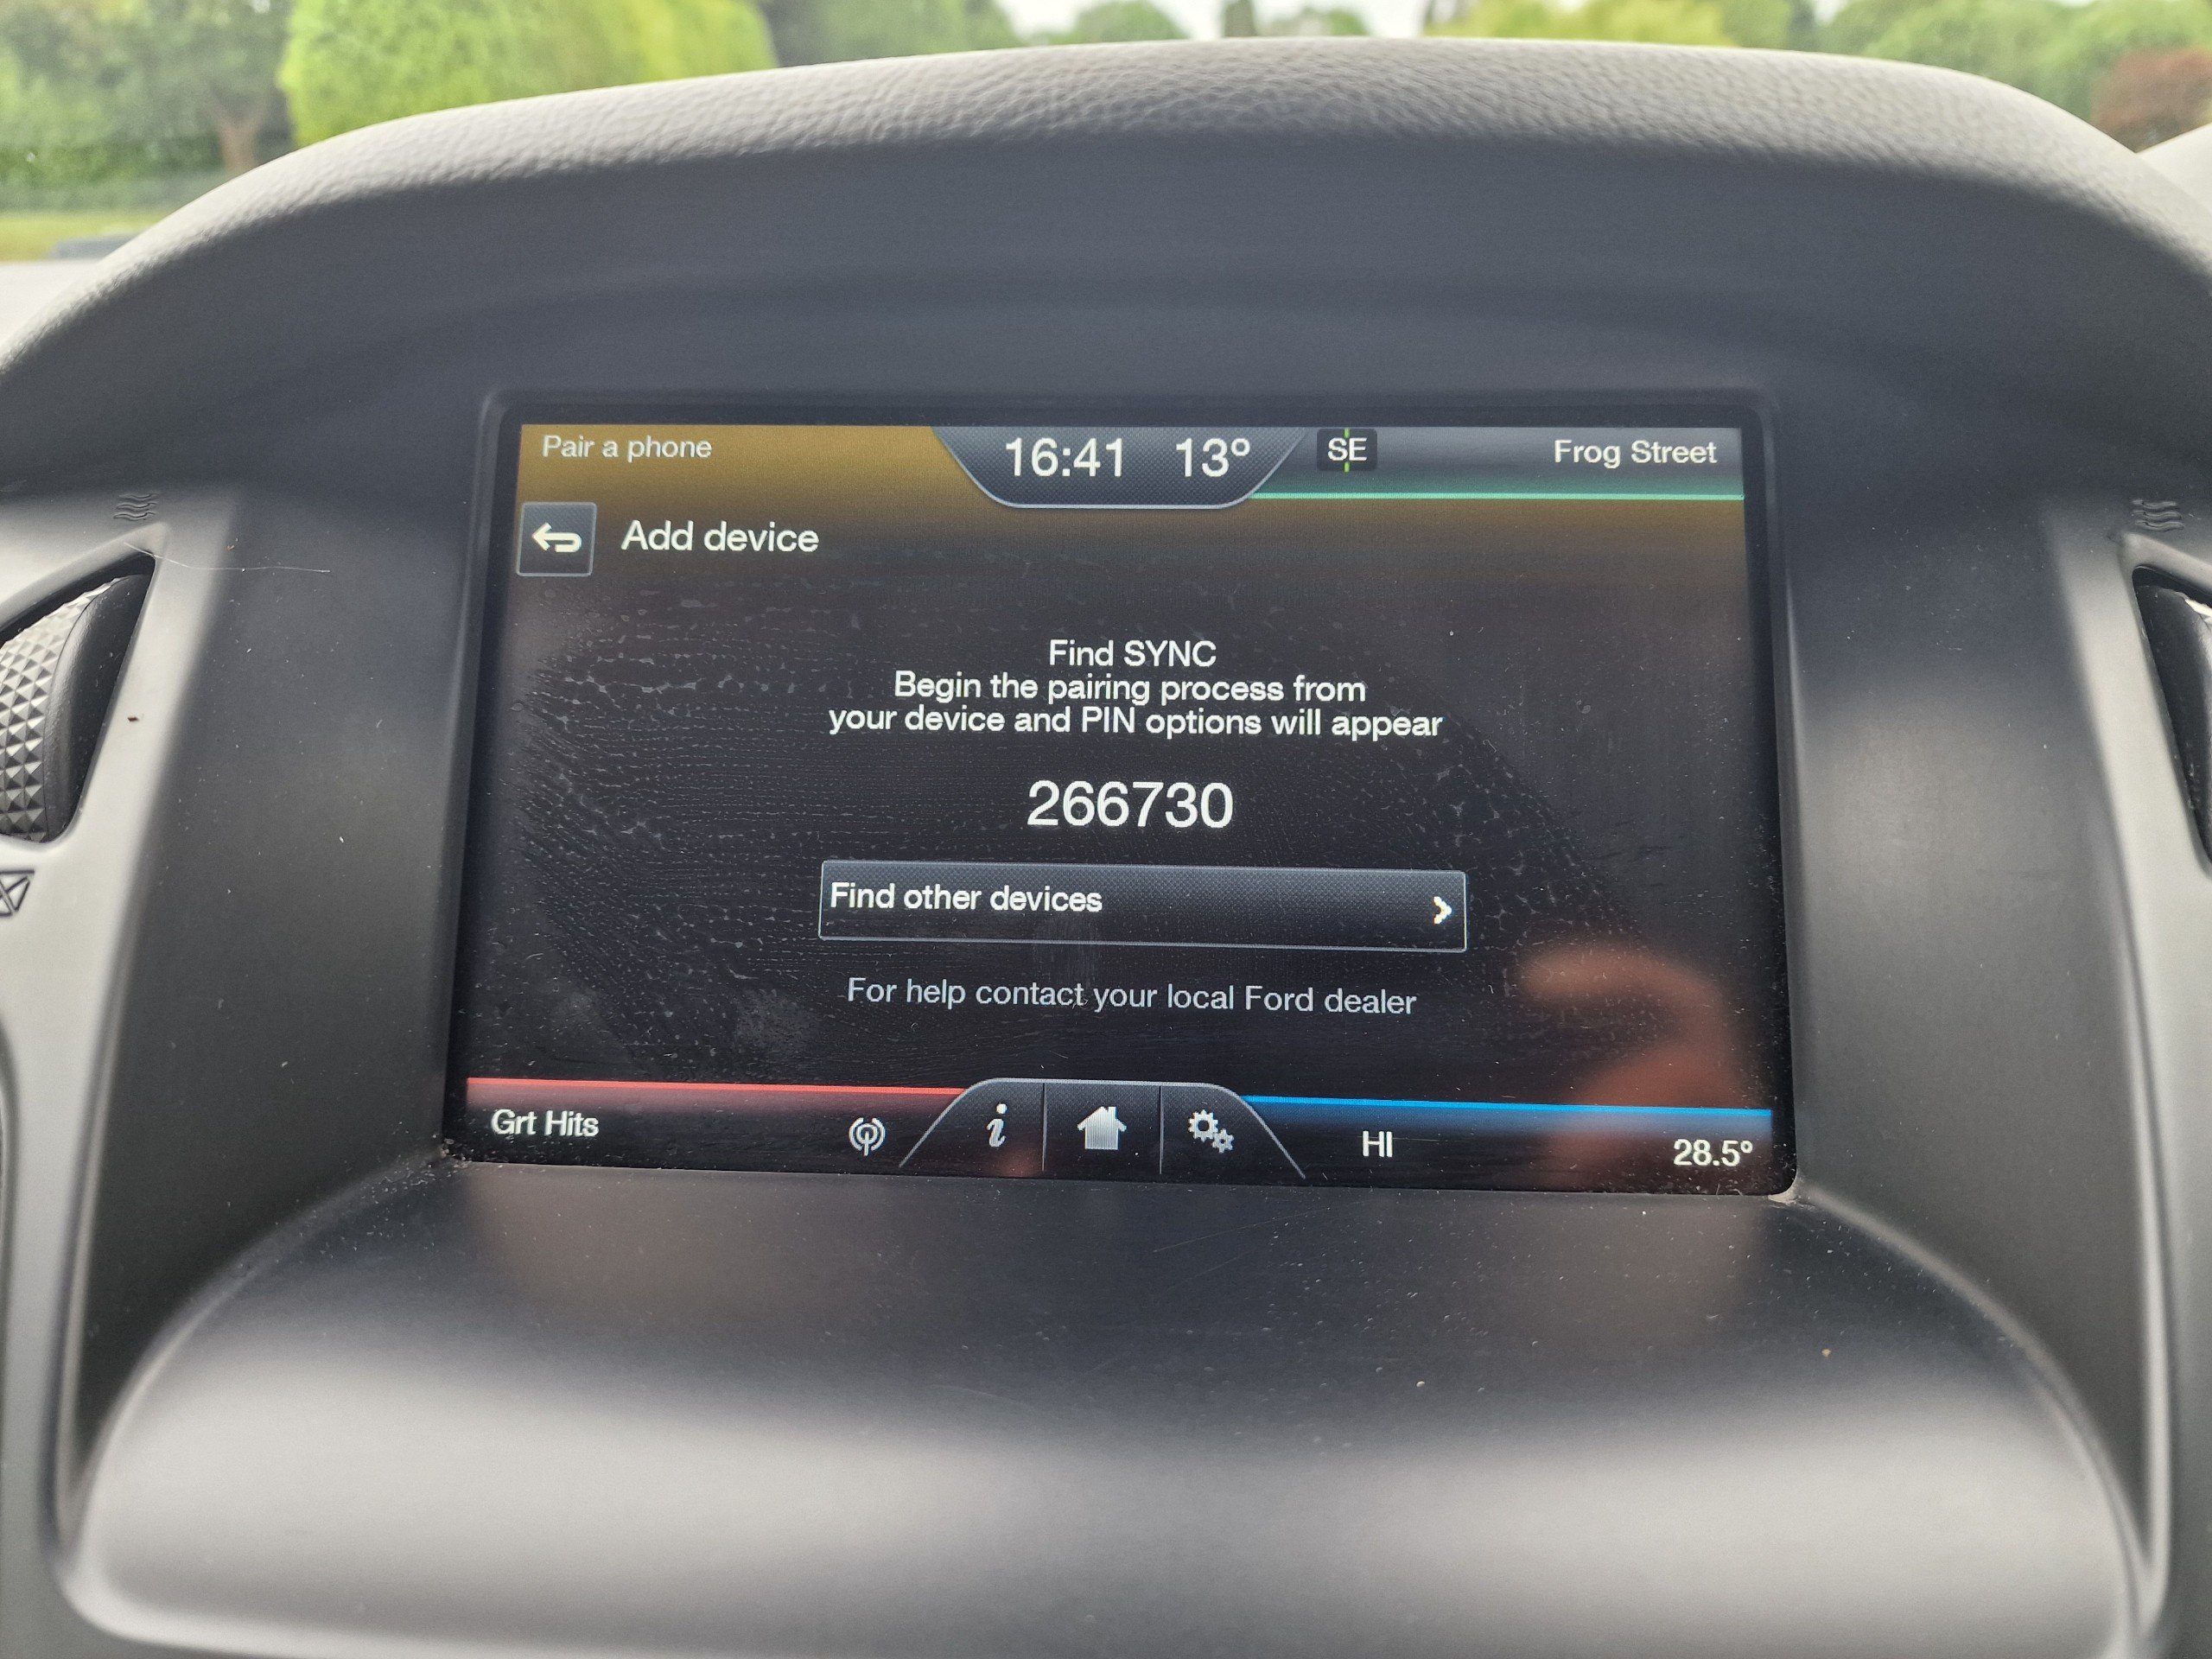 Pair a phone
16:41 13° SE Frog Street
Add device
Find SYNC
Begin the pairing process from
your device and PIN options will appear
266730
Find other devices
For help contact your local Ford dealer
Grt Hits
i
HI 28.5°